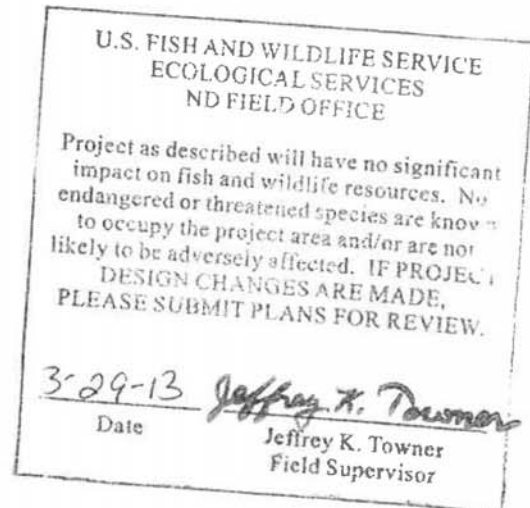 U.S. FISH AND WILDLIFE SERVICE
ECOLOGICAL SERVICES
ND FIELD OFFICE
Project as described will have no significant
impact on fish and wildlife resources. No
endangered or threatened species are know
to occupy the project area and/or are not
likely to be adversely affected. IF PROJEC
DESIGN CHANGES ARE MADE,
PLEASE SUBMIT PLANS FOR REVIEW.
3-29-13 Jeffrey K. Towner
Date
Jeffrey K. Towner
Field Supervisor